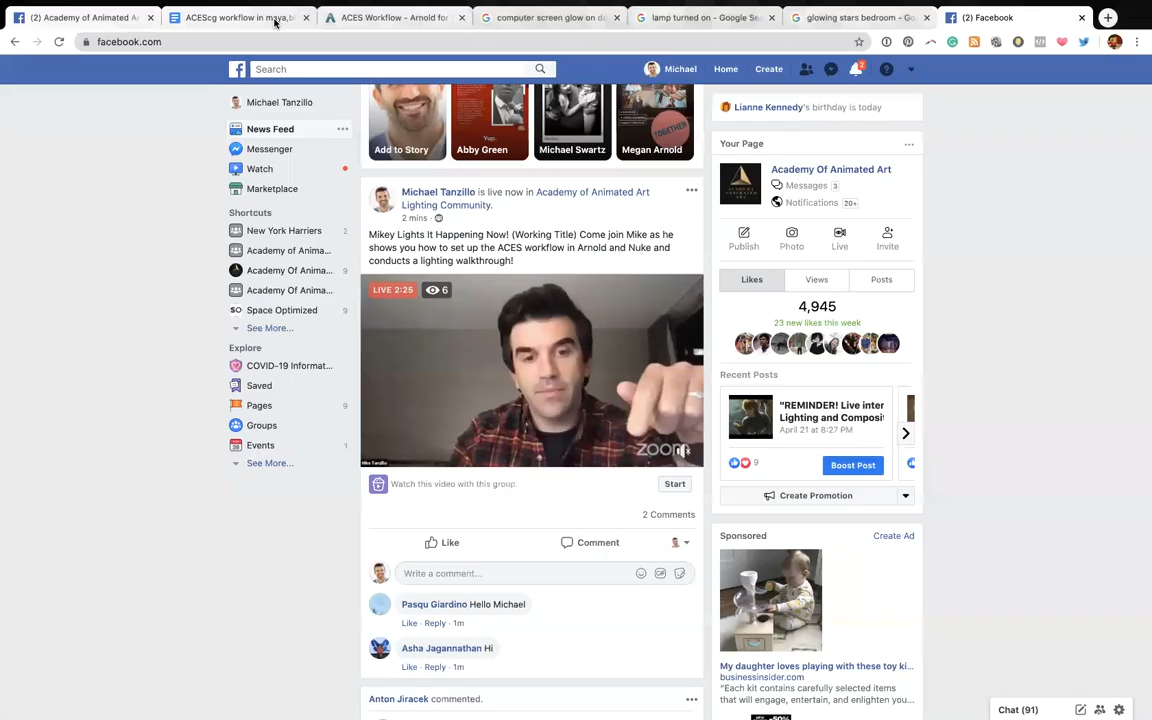 (2) Academy of Animated Ar
ACEScg workflow in maya,bl
ACES Workflow - Arnold for
computer screen glow on da
lamp turned on - Google Sea
glowing stars bedroom - Go
(2) Facebook
facebook.com
Search
Michael
Home
Create
2
Michael Tanzillo
News Feed
Messenger
Watch
Marketplace
Shortcuts
New York Harriers 2
Academy of Anima...
Academy Of Anima... 9
Academy Of Anima...
Space Optimized 9
See More...
Explore
COVID-19 Informat...
Saved
Pages 9
Groups
Events 1
See More...
Yup.
TOGETHER
Add to Story
Abby Green
Michael Swartz
Megan Arnold
Michael Tanzillo is live now in Academy of Animated Art
Lighting Community.
2 mins ·
Mikey Lights It Happening Now! (Working Title) Come join Mike as he
shows you how to set up the ACES workflow in Arnold and Nuke and
conducts a lighting walkthrough!
LIVE 2:25 6
zoom
Mike Tanzillo
Watch this video with this group.
Start
2 Comments
Like
Comment
Write a comment...
GIF
Pasqu Giardino Hello Michael
Like · Reply · 1m
Asha Jagannathan Hi
Like · Reply · 1m
Anton Jiracek commented.
Lianne Kennedy's birthday is today
Your Page
Academy Of Animated Art
Messages 3
Notifications 20+
Publish
Photo
Live
Invite
Likes
Views
Posts
4,945
23 new likes this week
Recent Posts
"REMINDER! Live inter
Lighting and Composit
April 21 at 8:27 PM
9
Boost Post
Create Promotion
Sponsored
Create Ad
My daughter loves playing with these toy ki...
businessinsider.com
"Each kit contains carefully selected items
that will engage, entertain, and enlighten you...
Chat (91)